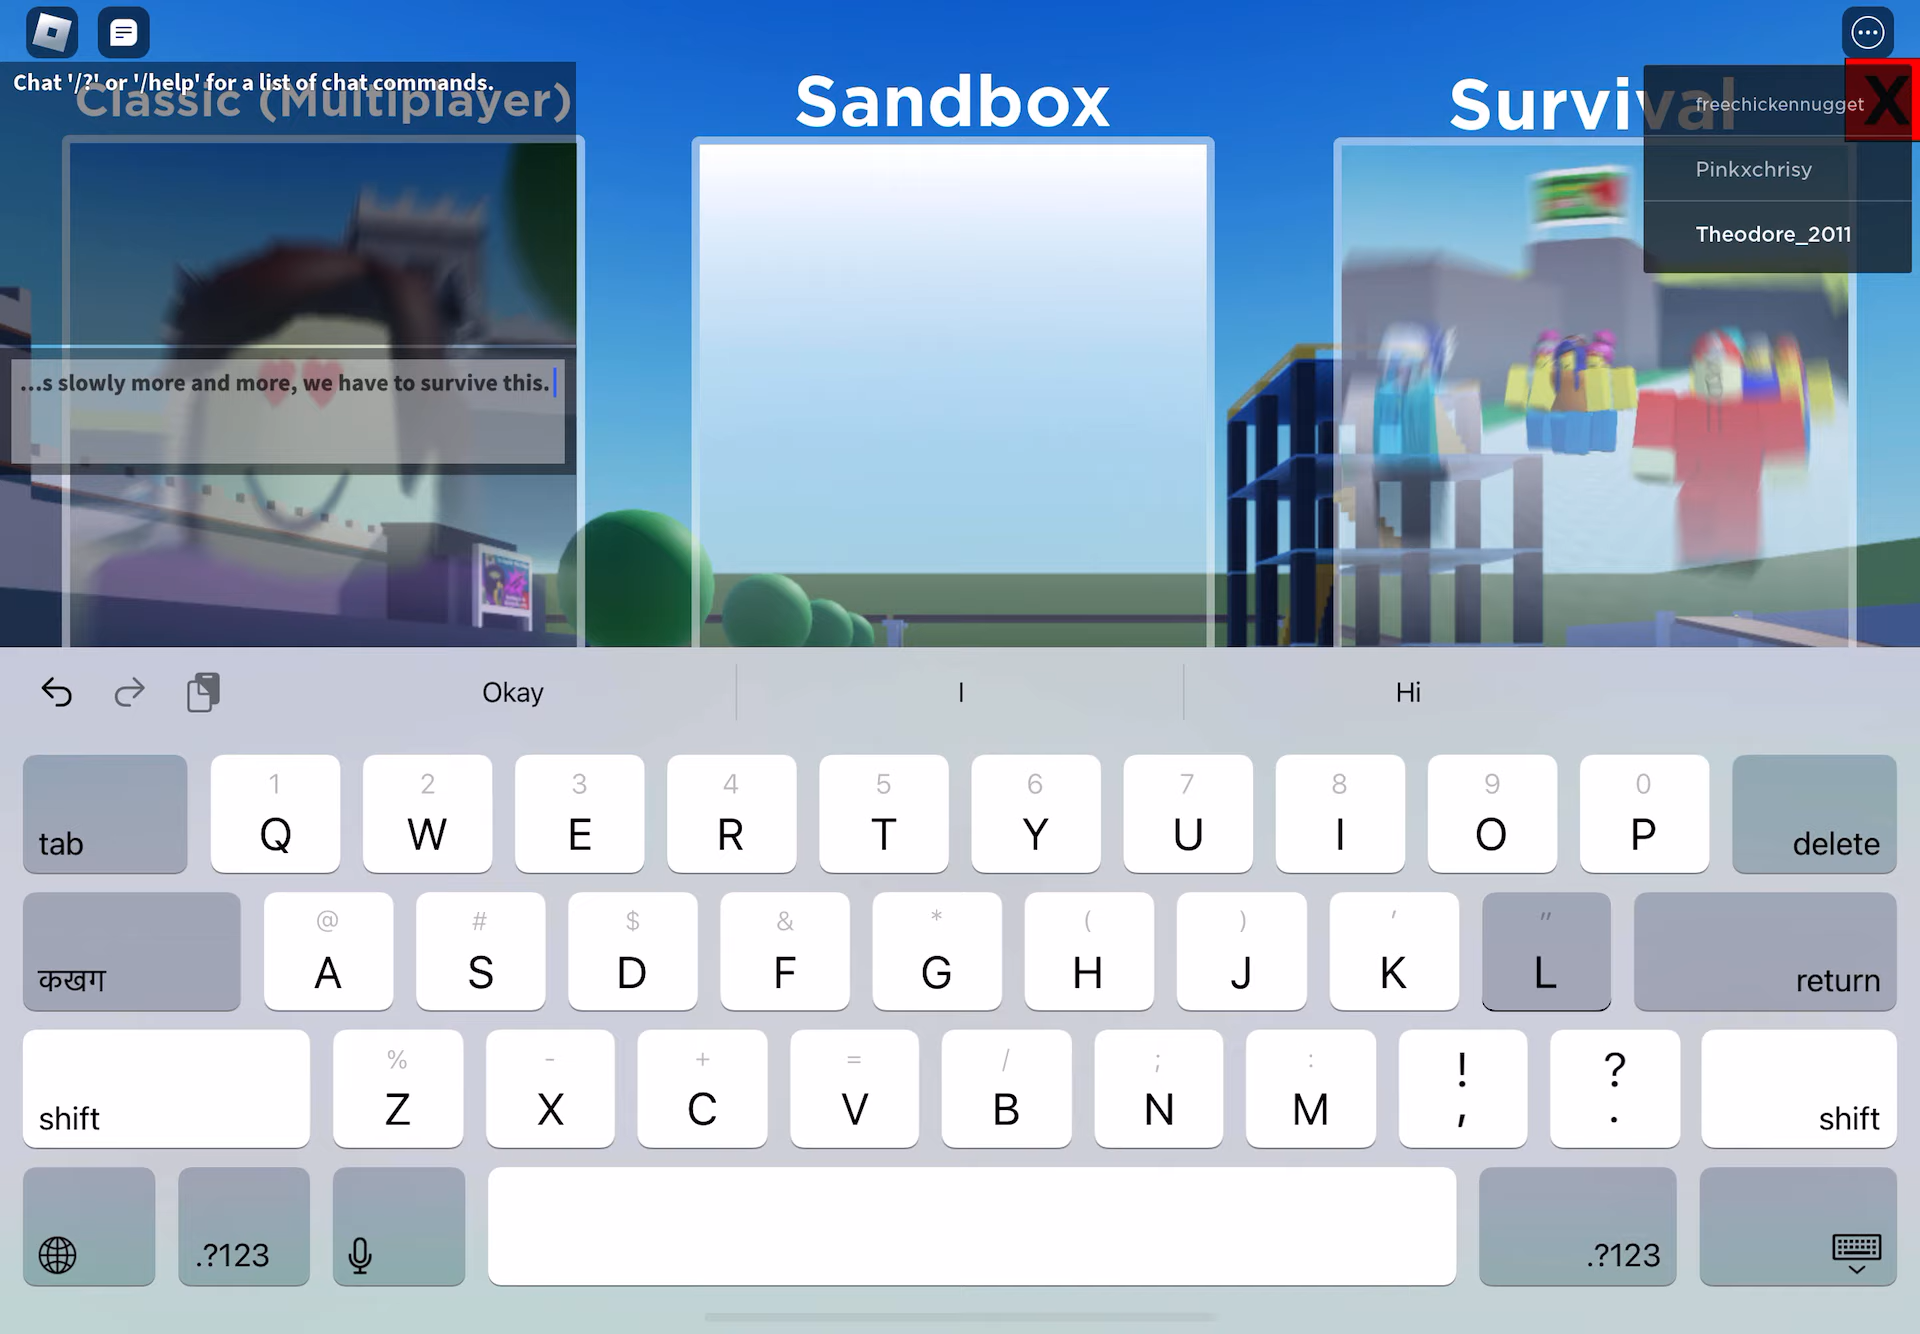 Chat '/?' or '/help' for a list of chat commands.
Classic (Multiplayer)
Sandbox
Survival
X
freechickennugget
Pinkxchrisy
Theodore_2011
...s slowly more and more, we have to survive this.
Okay
I
Hi
tab
1 Q
2 W
3 E
4 R
5 T
6 Y
7 U
8 I
9 O
0 P
delete
कखग
@ A
# S
$ D
& F
* G
( H
) J
' K
" L
return
shift
% Z
- X
+ C
= V
/ B
; N
: M
! ,
? .
shift
.?123
.?123